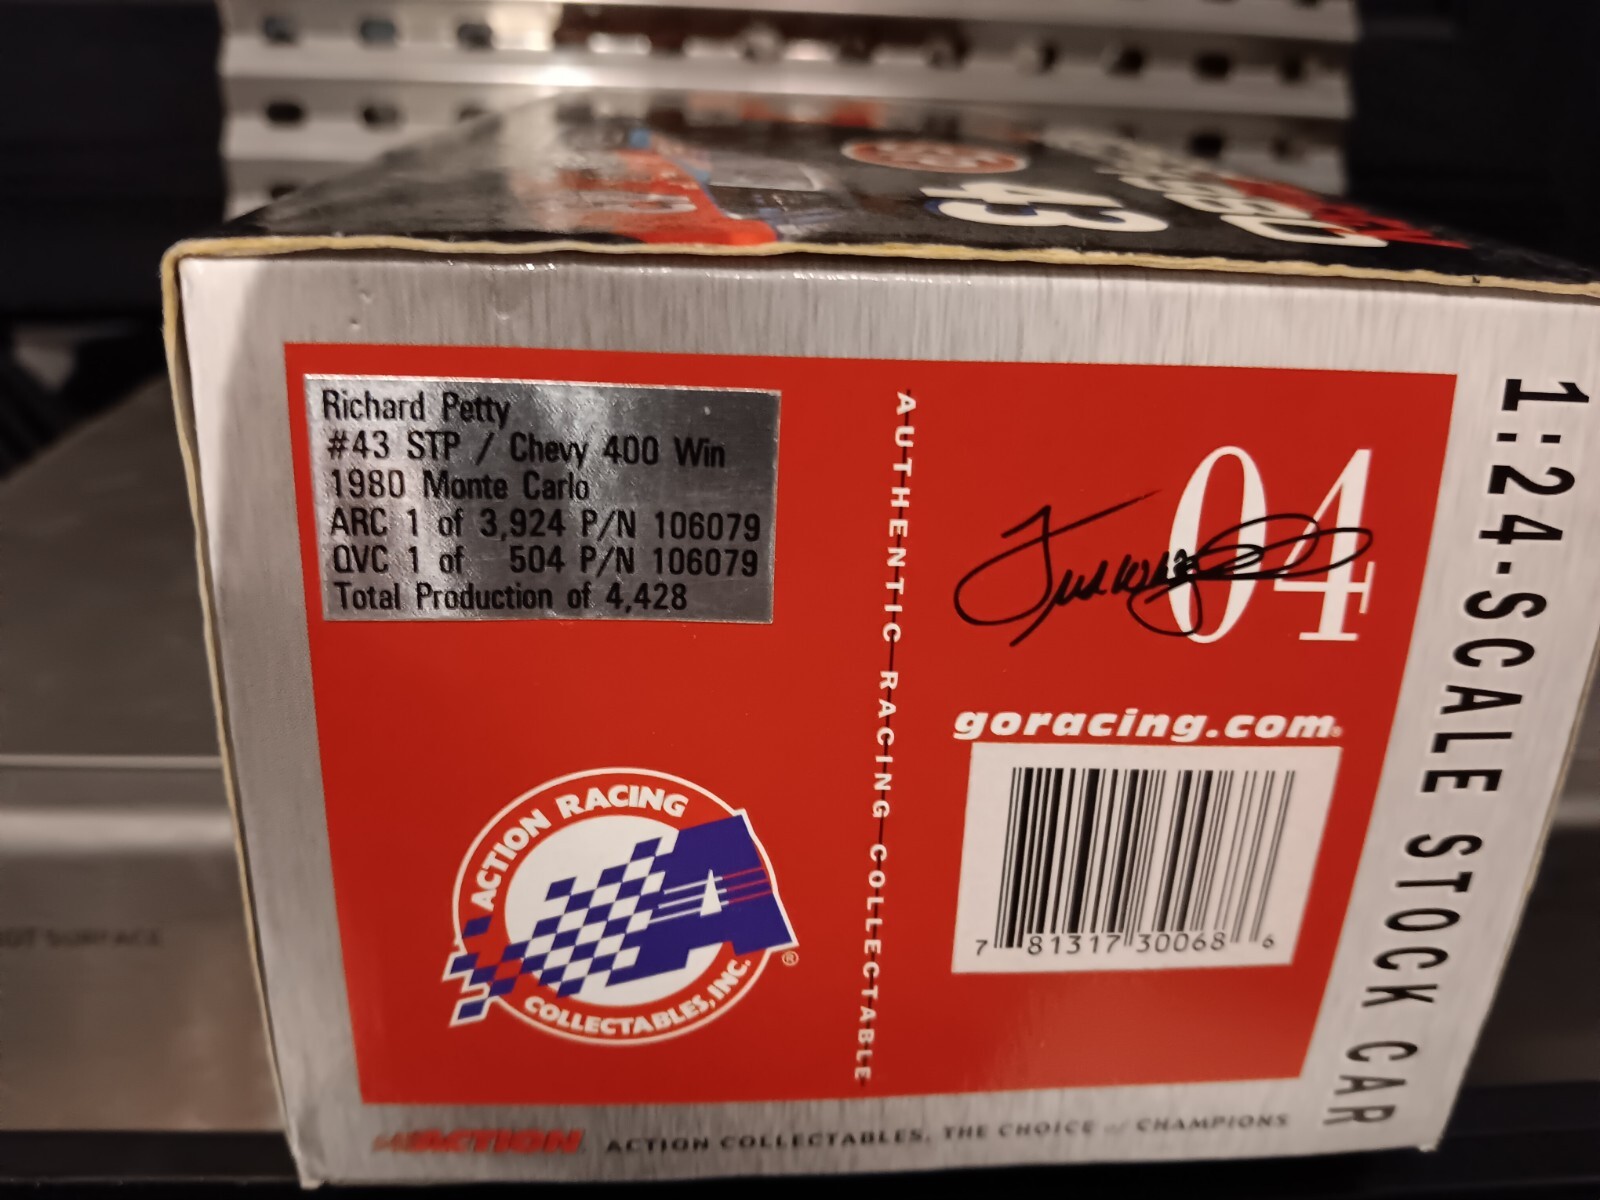 43
Richard Petty
#43 STP / Chevy 400 Win
1980 Monte Carlo
ARC 1 of 3,924 P/N 106079
QVC 1 of 504 P/N 106079
Total Production of 4,428
AUTHENTIC RACING COLLECTABLE
04
goracing.com
7 81317 30068 6
ACTION RACING
COLLECTABLES, INC.
®
1:24-SCALE STOCK CAR
ACTION
ACTION COLLECTABLES, THE CHOICE of CHAMPIONS